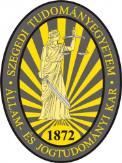 SZEGEDI TUDOMÁNYEGYETEM
ÁLLAM- ÉS JOGTUDOMÁNYI KAR
1872